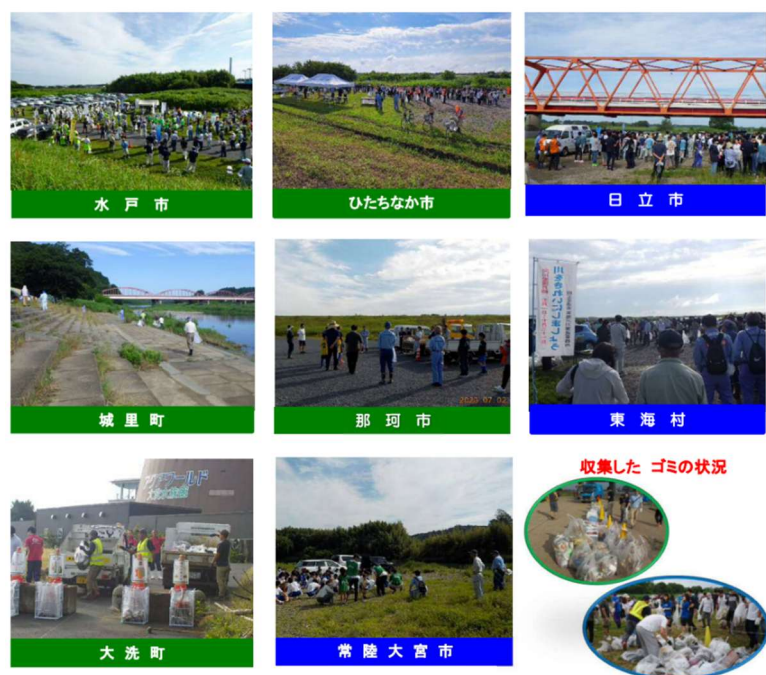 水戸市
ひたちなか市
日立市
城里町
那珂市
東海村
大洗町
常陸大宮市
収集した ゴミの状況